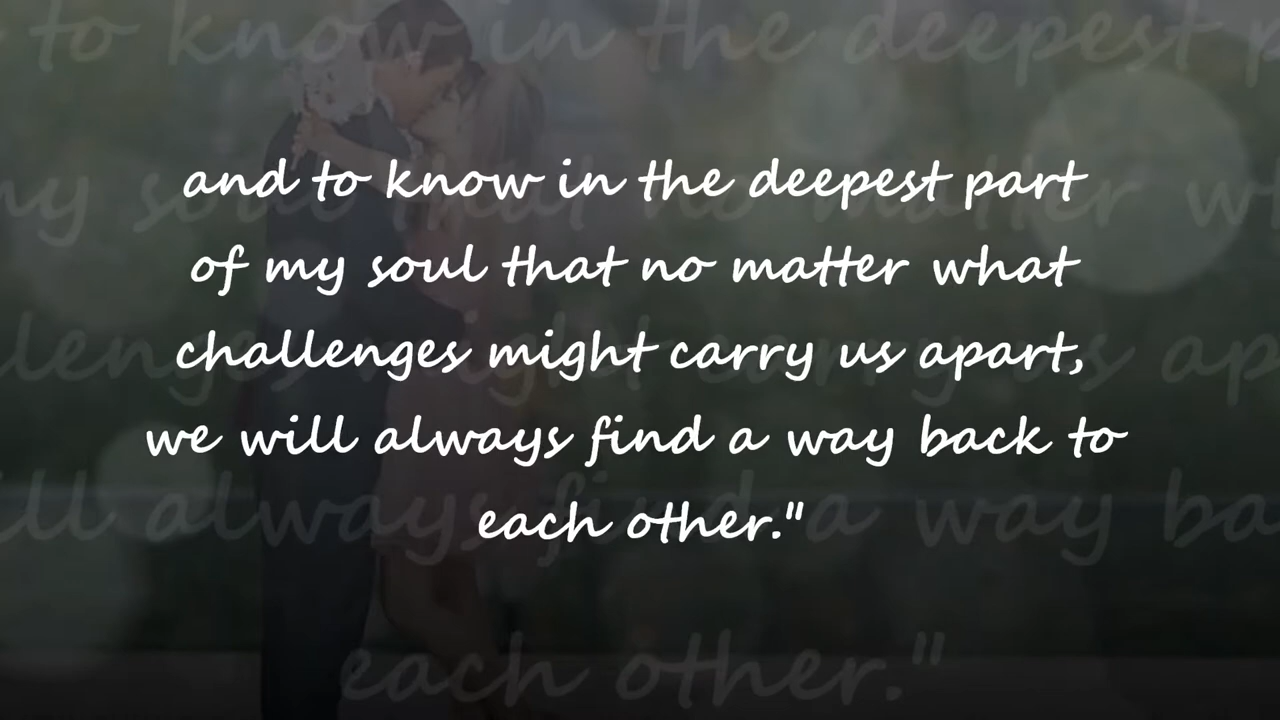 and to know in the deepest part
of my soul that no matter what
challenges might carry us apart,
we will always find a way back to
each other."